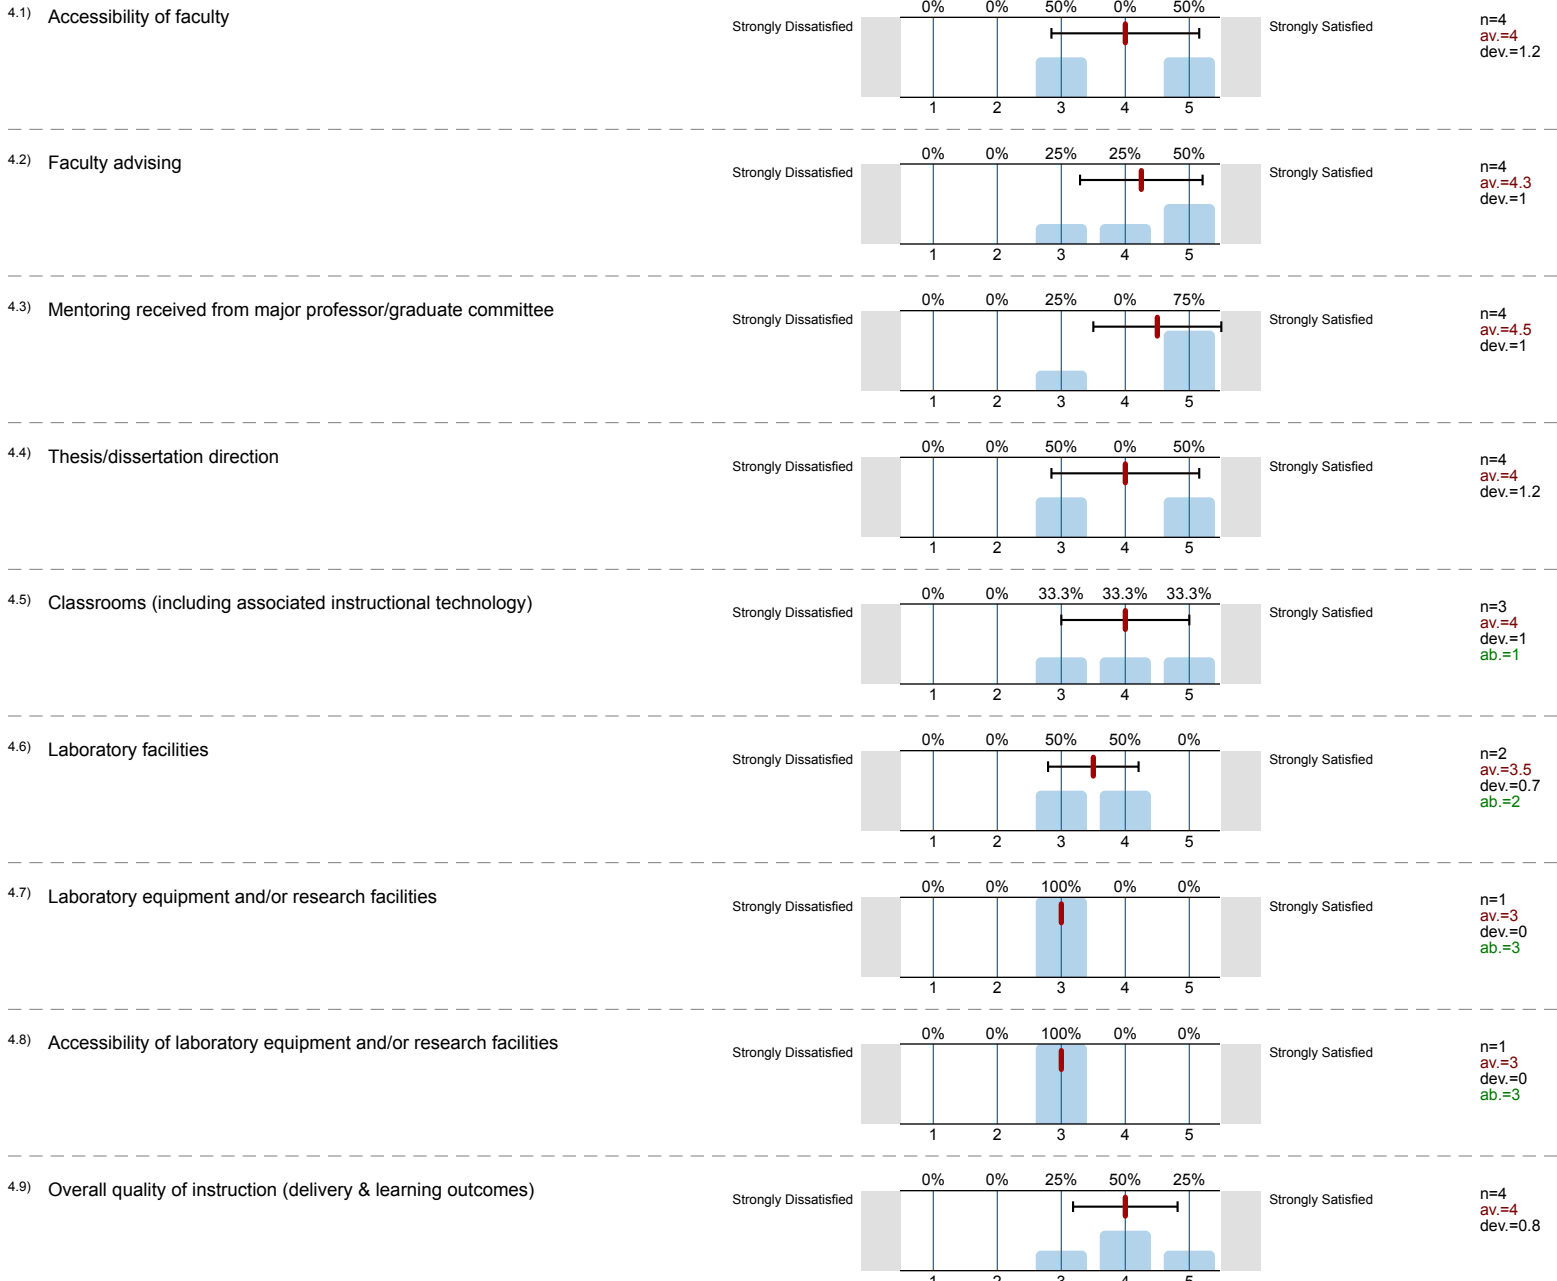 4.1) Accessibility of faculty
0% 0% 50% 0% 50%
Strongly Dissatisfied Strongly Satisfied
n=4
av.=4
dev.=1.2
1 2 3 4 5
4.2) Faculty advising
0% 0% 25% 25% 50%
Strongly Dissatisfied Strongly Satisfied
n=4
av.=4.3
dev.=1
1 2 3 4 5
4.3) Mentoring received from major professor/graduate committee
0% 0% 25% 0% 75%
Strongly Dissatisfied Strongly Satisfied
n=4
av.=4.5
dev.=1
1 2 3 4 5
4.4) Thesis/dissertation direction
0% 0% 50% 0% 50%
Strongly Dissatisfied Strongly Satisfied
n=4
av.=4
dev.=1.2
1 2 3 4 5
4.5) Classrooms (including associated instructional technology)
0% 0% 33.3% 33.3% 33.3%
Strongly Dissatisfied Strongly Satisfied
n=3
av.=4
dev.=1
ab.=1
1 2 3 4 5
4.6) Laboratory facilities
0% 0% 50% 50% 0%
Strongly Dissatisfied Strongly Satisfied
n=2
av.=3.5
dev.=0.7
ab.=2
1 2 3 4 5
4.7) Laboratory equipment and/or research facilities
0% 0% 100% 0% 0%
Strongly Dissatisfied Strongly Satisfied
n=1
av.=3
dev.=0
ab.=3
1 2 3 4 5
4.8) Accessibility of laboratory equipment and/or research facilities
0% 0% 100% 0% 0%
Strongly Dissatisfied Strongly Satisfied
n=1
av.=3
dev.=0
ab.=3
1 2 3 4 5
4.9) Overall quality of instruction (delivery & learning outcomes)
0% 0% 25% 50% 25%
Strongly Dissatisfied Strongly Satisfied
n=4
av.=4
dev.=0.8
1 2 3 4 5